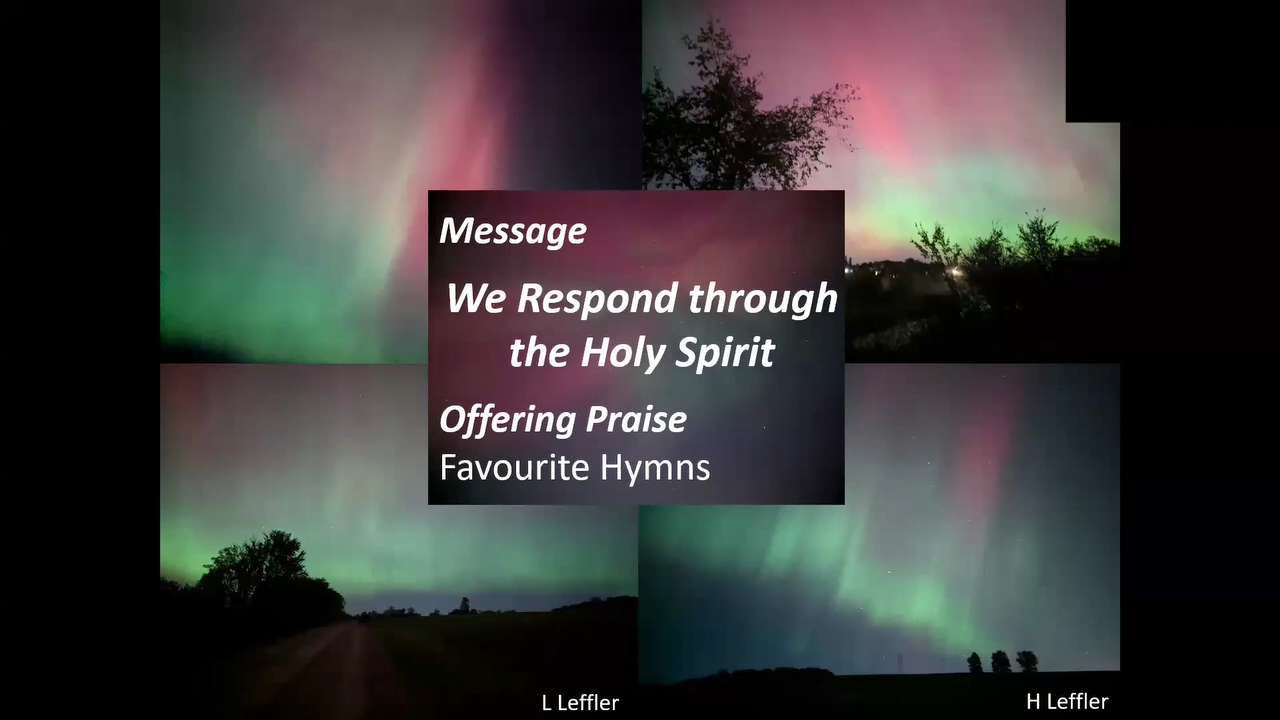 Message
We Respond through
the Holy Spirit
Offering Praise
Favourite Hymns
L Leffler
H Leffler